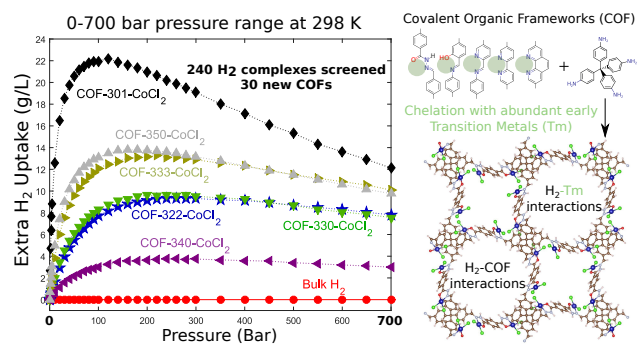 0-700 bar pressure range at 298 K
Extra H₂ Uptake (g/L)
24
22
20
18
16
14
12
10
8
6
4
2
0
240 H₂ complexes screened
30 new COFs
COF-301-CoCl₂
COF-350-CoCl₂
COF-333-CoCl₂
COF-322-CoCl₂
COF-330-CoCl₂
COF-340-CoCl₂
Bulk H₂
0 100 200 300 400 500 600 700
Pressure (Bar)
Covalent Organic Frameworks (COF)
+
Chelation with abundant early
Transition Metals (Tm)
H₂-Tm
interactions
H₂-COF
interactions